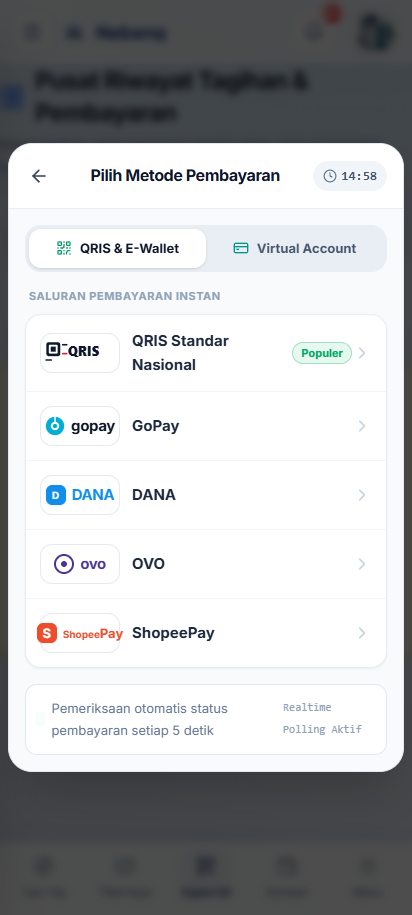 Pusat Riwayat Tagihan &
Pembayaran
Pilih Metode Pembayaran
14:58
QRIS & E-Wallet
Virtual Account
SALURAN PEMBAYARAN INSTAN
QRIS
QRIS Standar
Nasional
Populer
gopay
GoPay
D DANA
DANA
ovo
OVO
S ShopeePay
ShopeePay
Pemeriksaan otomatis status
pembayaran setiap 5 detik
Realtime
Polling Aktif